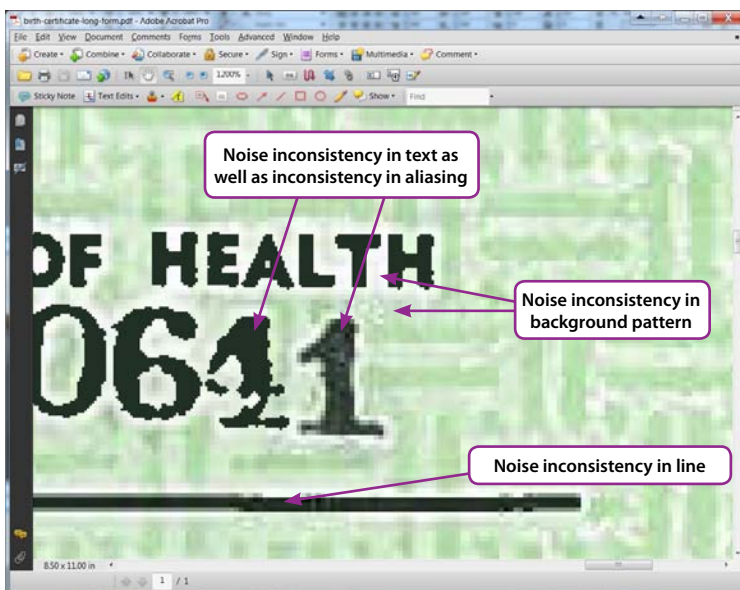 birth-certificate-long-form.pdf - Adobe Acrobat Pro
File Edit View Document Comments Forms Tools Advanced Window Help
Create Combine Collaborate Secure Sign Forms Multimedia Comment
1200%
Sticky Note Text Edits Show Find
Noise inconsistency in text as
well as inconsistency in aliasing
OF HEALTH
Noise inconsistency in
background pattern
0641 1
Noise inconsistency in line
8.50 x 11.00 in
1 / 1